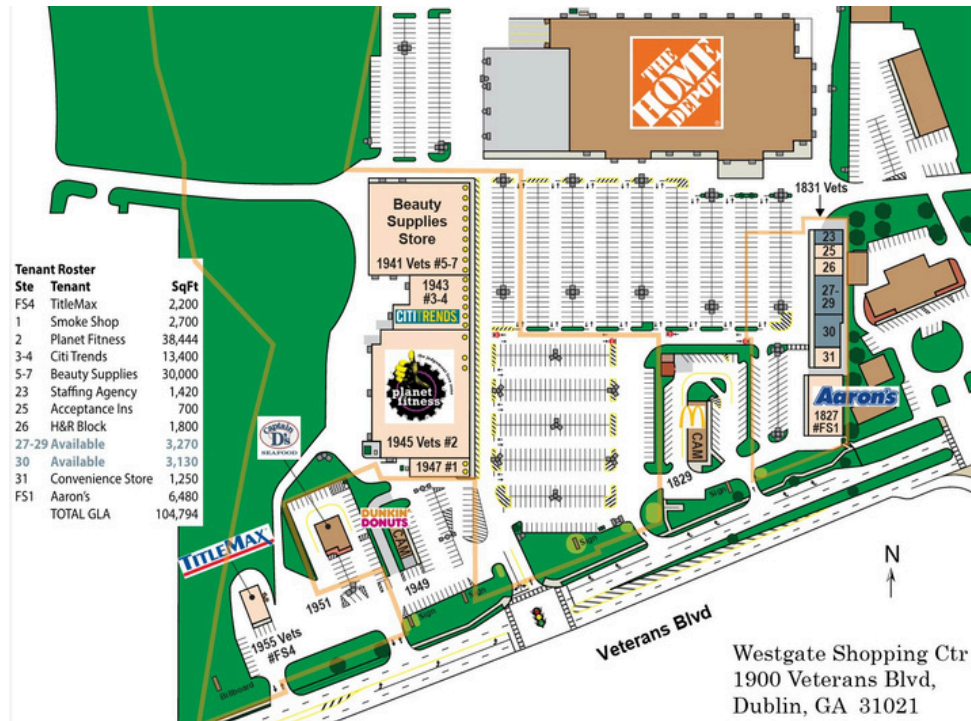 THE
HOME
DEPOT
1831 Vets
Beauty
Supplies
Store
1941 Vets #5-7
1943
#3-4
CITITRENDS
planet
fitness
1945 Vets #2
1947 #1
23
25
26
27-
29
30
31
Aaron's
1827
#FS1
M
CAM
1829
Sign
Sign
Tenant Roster
Ste Tenant SqFt
FS4 TitleMax 2,200
1 Smoke Shop 2,700
2 Planet Fitness 38,444
3-4 Citi Trends 13,400
5-7 Beauty Supplies 30,000
23 Staffing Agency 1,420
25 Acceptance Ins 700
26 H&R Block 1,800
27-29 Available 3,270
30 Available 3,130
31 Convenience Store 1,250
FS1 Aaron's 6,480
TOTAL GLA 104,794
Captain
D's
SEAFOOD
DUNKIN'
DONUTS
CAM
1949
1951
TITLEMAX
1955 Vets
#FS4
Billboard
Sign
Sign
Veterans Blvd
N
Westgate Shopping Ctr
1900 Veterans Blvd,
Dublin, GA 31021